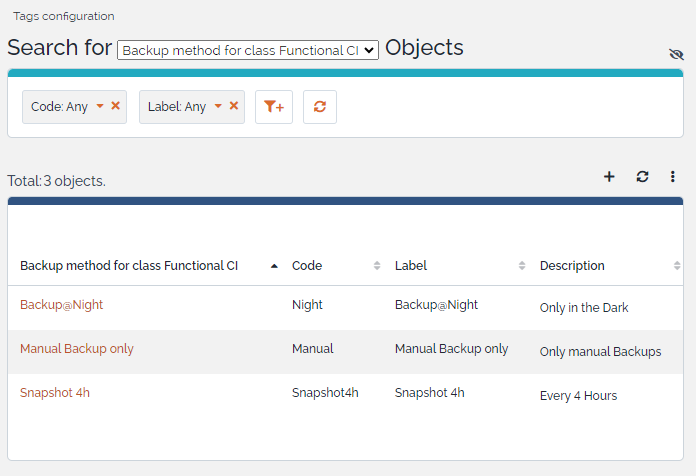 Tags configuration
Search for Backup method for class Functional CI Objects
Code: Any Label: Any
Total: 3 objects.
Backup method for class Functional CI Code Label Description
Backup@Night Night Backup@Night Only in the Dark
Manual Backup only Manual Manual Backup only Only manual Backups
Snapshot 4h Snapshot4h Snapshot 4h Every 4 Hours